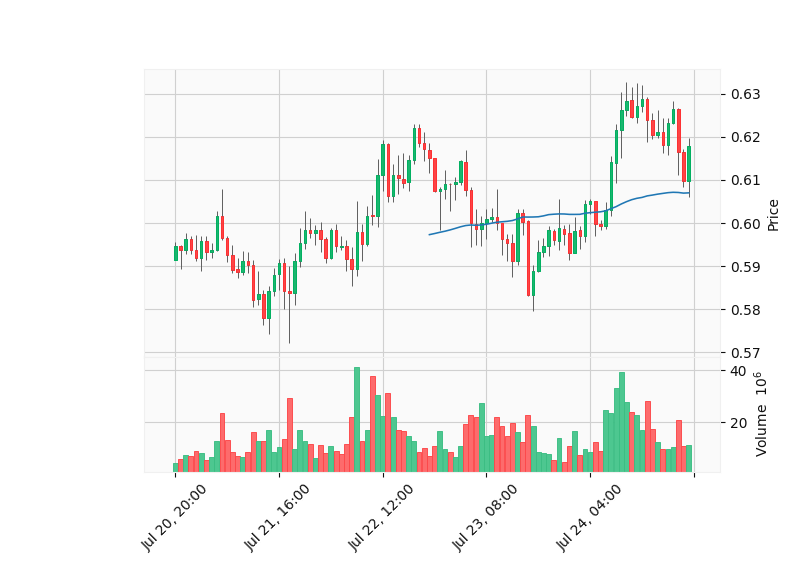 0.63
0.62
0.61
0.60
0.59
0.58
0.57
Price
40
20
Volume 10^6
Jul 20, 20:00
Jul 21, 16:00
Jul 22, 12:00
Jul 23, 08:00
Jul 24, 04:00